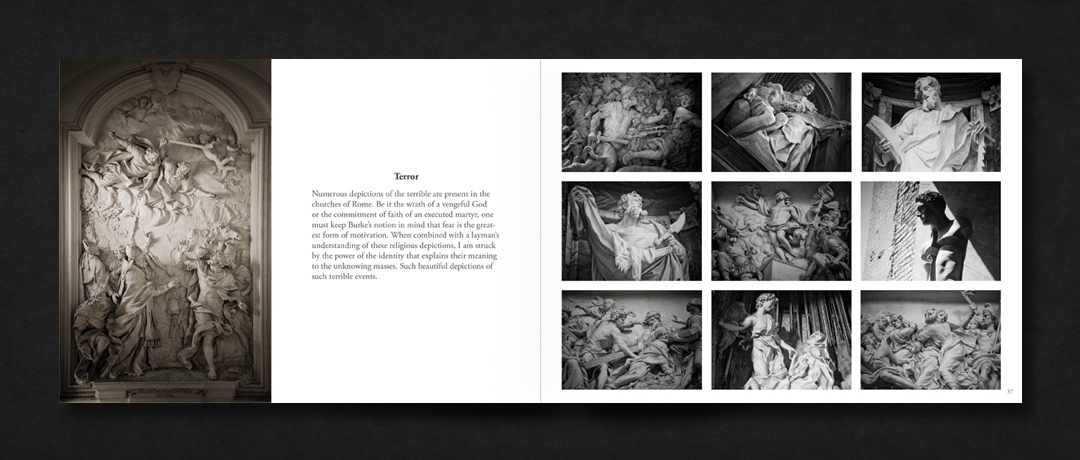 Terror
Numerous depictions of the terrible are present in the
churches of Rome. Be it the wrath of a vengeful God
or the commitment of faith of an executed martyr, one
must keep Burke's notion in mind that fear is the great-
est form of motivation. When combined with a layman's
understanding of these religious depictions, I am struck
by the power of the identity that explains their meaning
to the unknowing masses. Such beautiful depictions of
such terrible events.
37